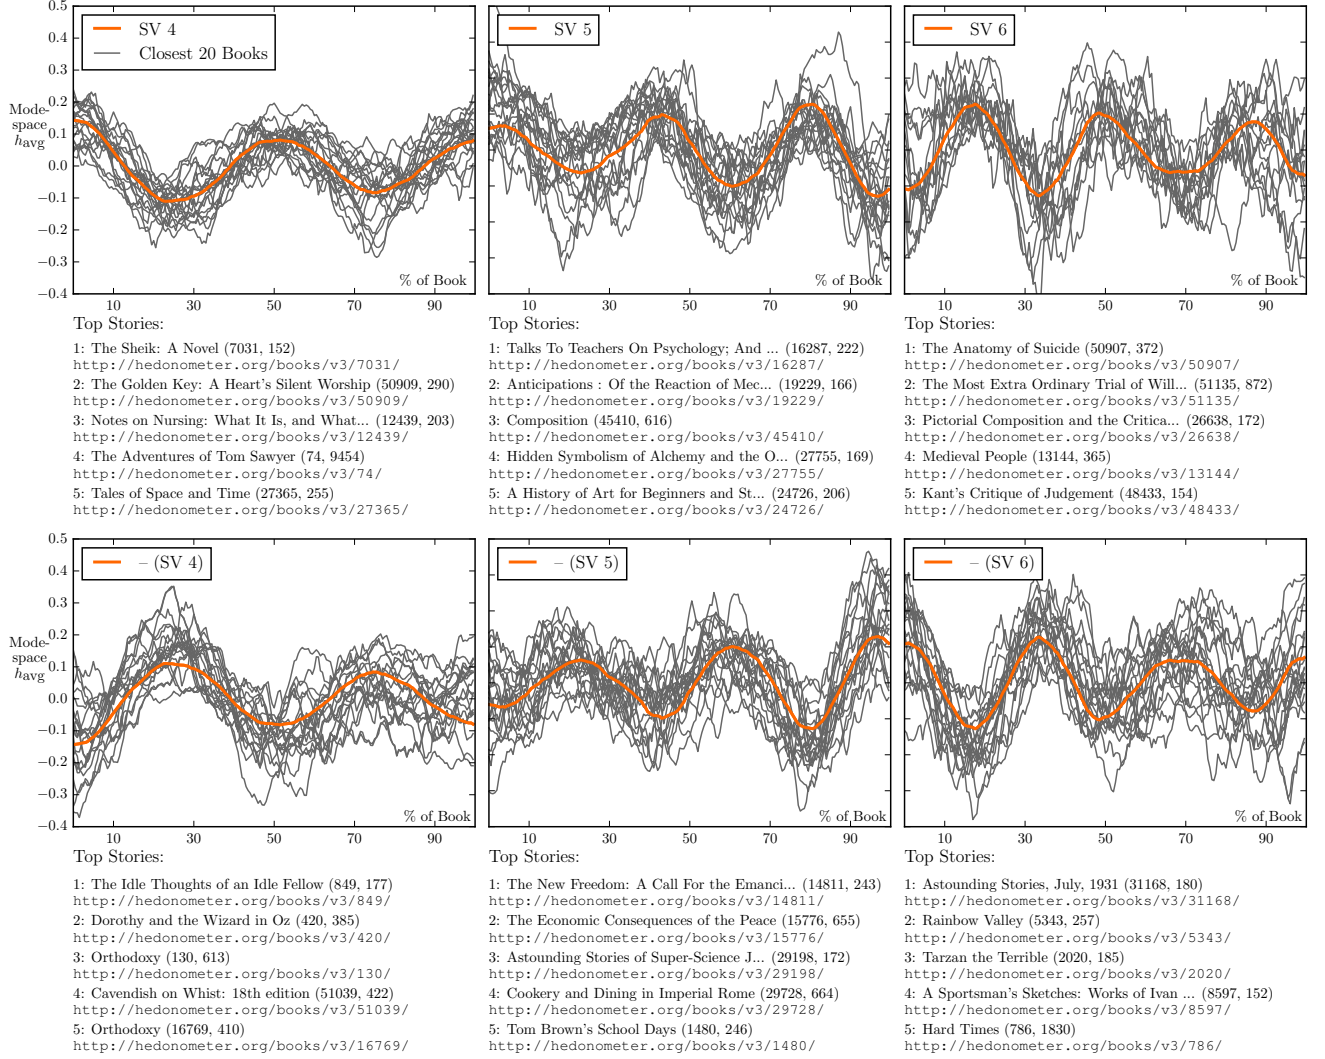 SV 4
Closest 20 Books
SV 5
SV 6
0.5
0.4
0.3
0.2
0.1
0.0
−0.1
−0.2
−0.3
−0.4
Mode-
space
havg
% of Book
% of Book
% of Book
10 30 50 70 90
10 30 50 70 90
10 30 50 70 90
Top Stories:
1: The Sheik: A Novel (7031, 152)
http://hedonometer.org/books/v3/7031/
2: The Golden Key: A Heart's Silent Worship (50909, 290)
http://hedonometer.org/books/v3/50909/
3: Notes on Nursing: What It Is, and What... (12439, 203)
http://hedonometer.org/books/v3/12439/
4: The Adventures of Tom Sawyer (74, 9454)
http://hedonometer.org/books/v3/74/
5: Tales of Space and Time (27365, 255)
http://hedonometer.org/books/v3/27365/
Top Stories:
1: Talks To Teachers On Psychology; And ... (16287, 222)
http://hedonometer.org/books/v3/16287/
2: Anticipations : Of the Reaction of Mec... (19229, 166)
http://hedonometer.org/books/v3/19229/
3: Composition (45410, 616)
http://hedonometer.org/books/v3/45410/
4: Hidden Symbolism of Alchemy and the O... (27755, 169)
http://hedonometer.org/books/v3/27755/
5: A History of Art for Beginners and St... (24726, 206)
http://hedonometer.org/books/v3/24726/
Top Stories:
1: The Anatomy of Suicide (50907, 372)
http://hedonometer.org/books/v3/50907/
2: The Most Extra Ordinary Trial of Will... (51135, 872)
http://hedonometer.org/books/v3/51135/
3: Pictorial Composition and the Critica... (26638, 172)
http://hedonometer.org/books/v3/26638/
4: Medieval People (13144, 365)
http://hedonometer.org/books/v3/13144/
5: Kant's Critique of Judgement (48433, 154)
http://hedonometer.org/books/v3/48433/
– (SV 4)
– (SV 5)
– (SV 6)
0.5
0.4
0.3
0.2
0.1
0.0
−0.1
−0.2
−0.3
−0.4
Mode-
space
havg
% of Book
% of Book
% of Book
10 30 50 70 90
10 30 50 70 90
10 30 50 70 90
Top Stories:
1: The Idle Thoughts of an Idle Fellow (849, 177)
http://hedonometer.org/books/v3/849/
2: Dorothy and the Wizard in Oz (420, 385)
http://hedonometer.org/books/v3/420/
3: Orthodoxy (130, 613)
http://hedonometer.org/books/v3/130/
4: Cavendish on Whist: 18th edition (51039, 422)
http://hedonometer.org/books/v3/51039/
5: Orthodoxy (16769, 410)
http://hedonometer.org/books/v3/16769/
Top Stories:
1: The New Freedom: A Call For the Emanci... (14811, 243)
http://hedonometer.org/books/v3/14811/
2: The Economic Consequences of the Peace (15776, 655)
http://hedonometer.org/books/v3/15776/
3: Astounding Stories of Super-Science J... (29198, 172)
http://hedonometer.org/books/v3/29198/
4: Cookery and Dining in Imperial Rome (29728, 664)
http://hedonometer.org/books/v3/29728/
5: Tom Brown's School Days (1480, 246)
http://hedonometer.org/books/v3/1480/
Top Stories:
1: Astounding Stories, July, 1931 (31168, 180)
http://hedonometer.org/books/v3/31168/
2: Rainbow Valley (5343, 257)
http://hedonometer.org/books/v3/5343/
3: Tarzan the Terrible (2020, 185)
http://hedonometer.org/books/v3/2020/
4: A Sportsman's Sketches: Works of Ivan ... (8597, 152)
http://hedonometer.org/books/v3/8597/
5: Hard Times (786, 1830)
http://hedonometer.org/books/v3/786/